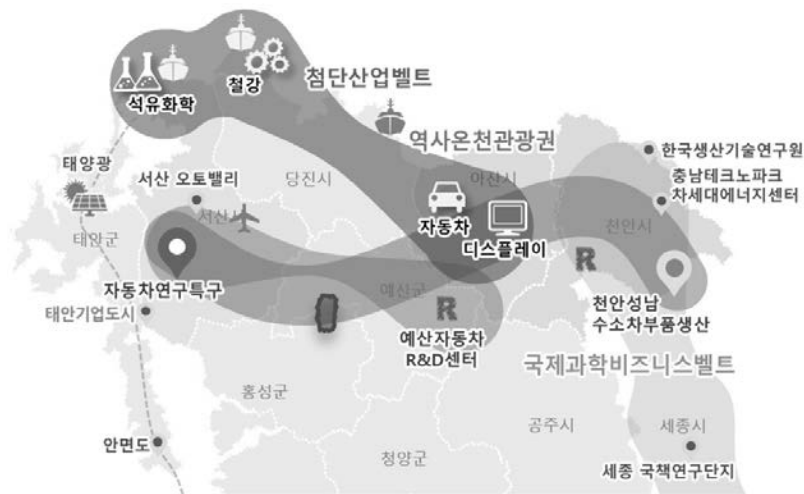 철강
석유화학
첨단산업벨트
역사온천관광권
한국생산기술연구원
충남테크노파크
차세대에너지센터
태양광
서산 오토밸리
당진시
아산시
서산시
자동차
디스플레이
천안시
태안군
자동차연구특구
태안기업도시
예산군
R
R
예산자동차
R&D센터
천안성남
수소차부품생산
국제과학비즈니스벨트
홍성군
공주시
세종시
안면도
청양군
세종 국책연구단지